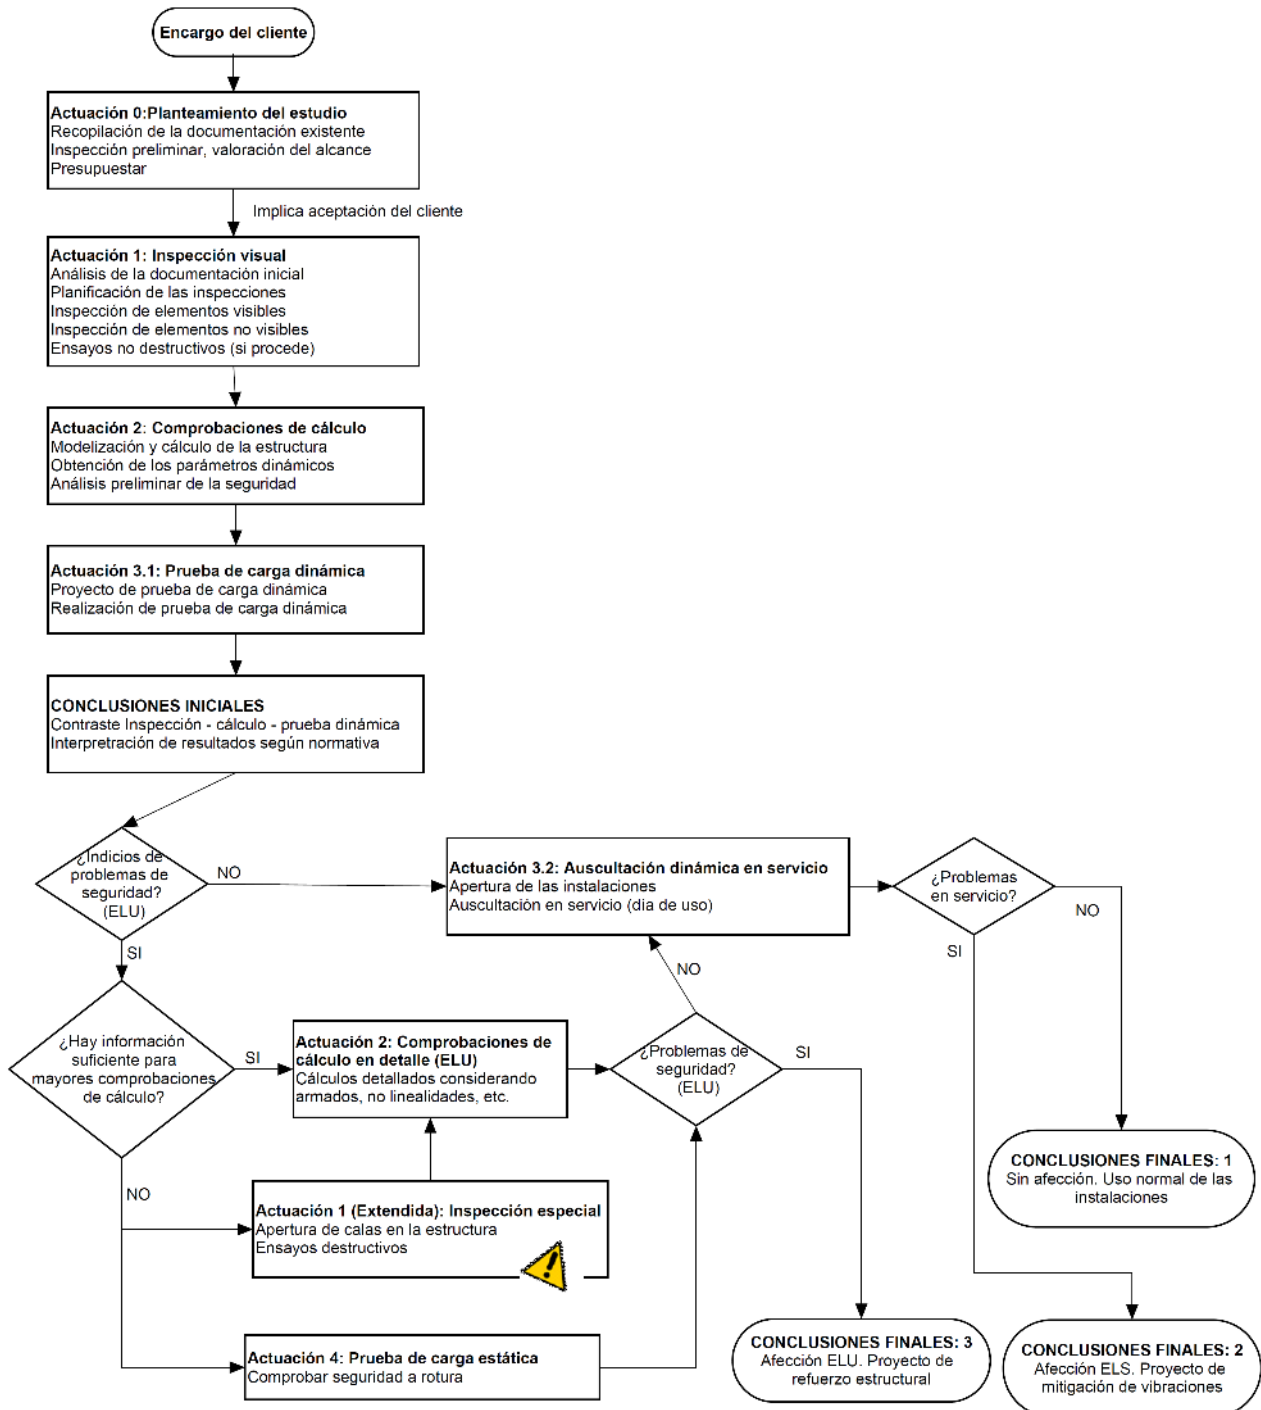 Encargo del cliente
Actuación 0:Planteamiento del estudio
Recopilación de la documentación existente
Inspección preliminar, valoración del alcance
Presupuestar
Implica aceptación del cliente
Actuación 1: Inspección visual
Análisis de la documentación inicial
Planificación de las inspecciones
Inspección de elementos visibles
Inspección de elementos no visibles
Ensayos no destructivos (si procede)
Actuación 2: Comprobaciones de cálculo
Modelización y cálculo de la estructura
Obtención de los parámetros dinámicos
Análisis preliminar de la seguridad
Actuación 3.1: Prueba de carga dinámica
Proyecto de prueba de carga dinámica
Realización de prueba de carga dinámica
CONCLUSIONES INICIALES
Contraste Inspección - cálculo - prueba dinámica
Interpretración de resultados según normativa
¿Indicios de
problemas de
seguridad?
(ELU)
NO
SI
Actuación 3.2: Auscultación dinámica en servicio
Apertura de las instalaciones
Auscultación en servicio (día de uso)
¿Problemas
en servicio?
NO
SI
¿Hay información
suficiente para
mayores comprobaciones
de cálculo?
SI
NO
Actuación 2: Comprobaciones de
cálculo en detalle (ELU)
Cálculos detallados considerando
armados, no linealidades, etc.
¿Problemas de
seguridad?
(ELU)
NO
SI
Actuación 1 (Extendida): Inspección especial
Apertura de calas en la estructura
Ensayos destructivos
!
Actuación 4: Prueba de carga estática
Comprobar seguridad a rotura
CONCLUSIONES FINALES: 1
Sin afección. Uso normal de las
instalaciones
CONCLUSIONES FINALES: 3
Afección ELU. Proyecto de
refuerzo estructural
CONCLUSIONES FINALES: 2
Afección ELS. Proyecto de
mitigación de vibraciones